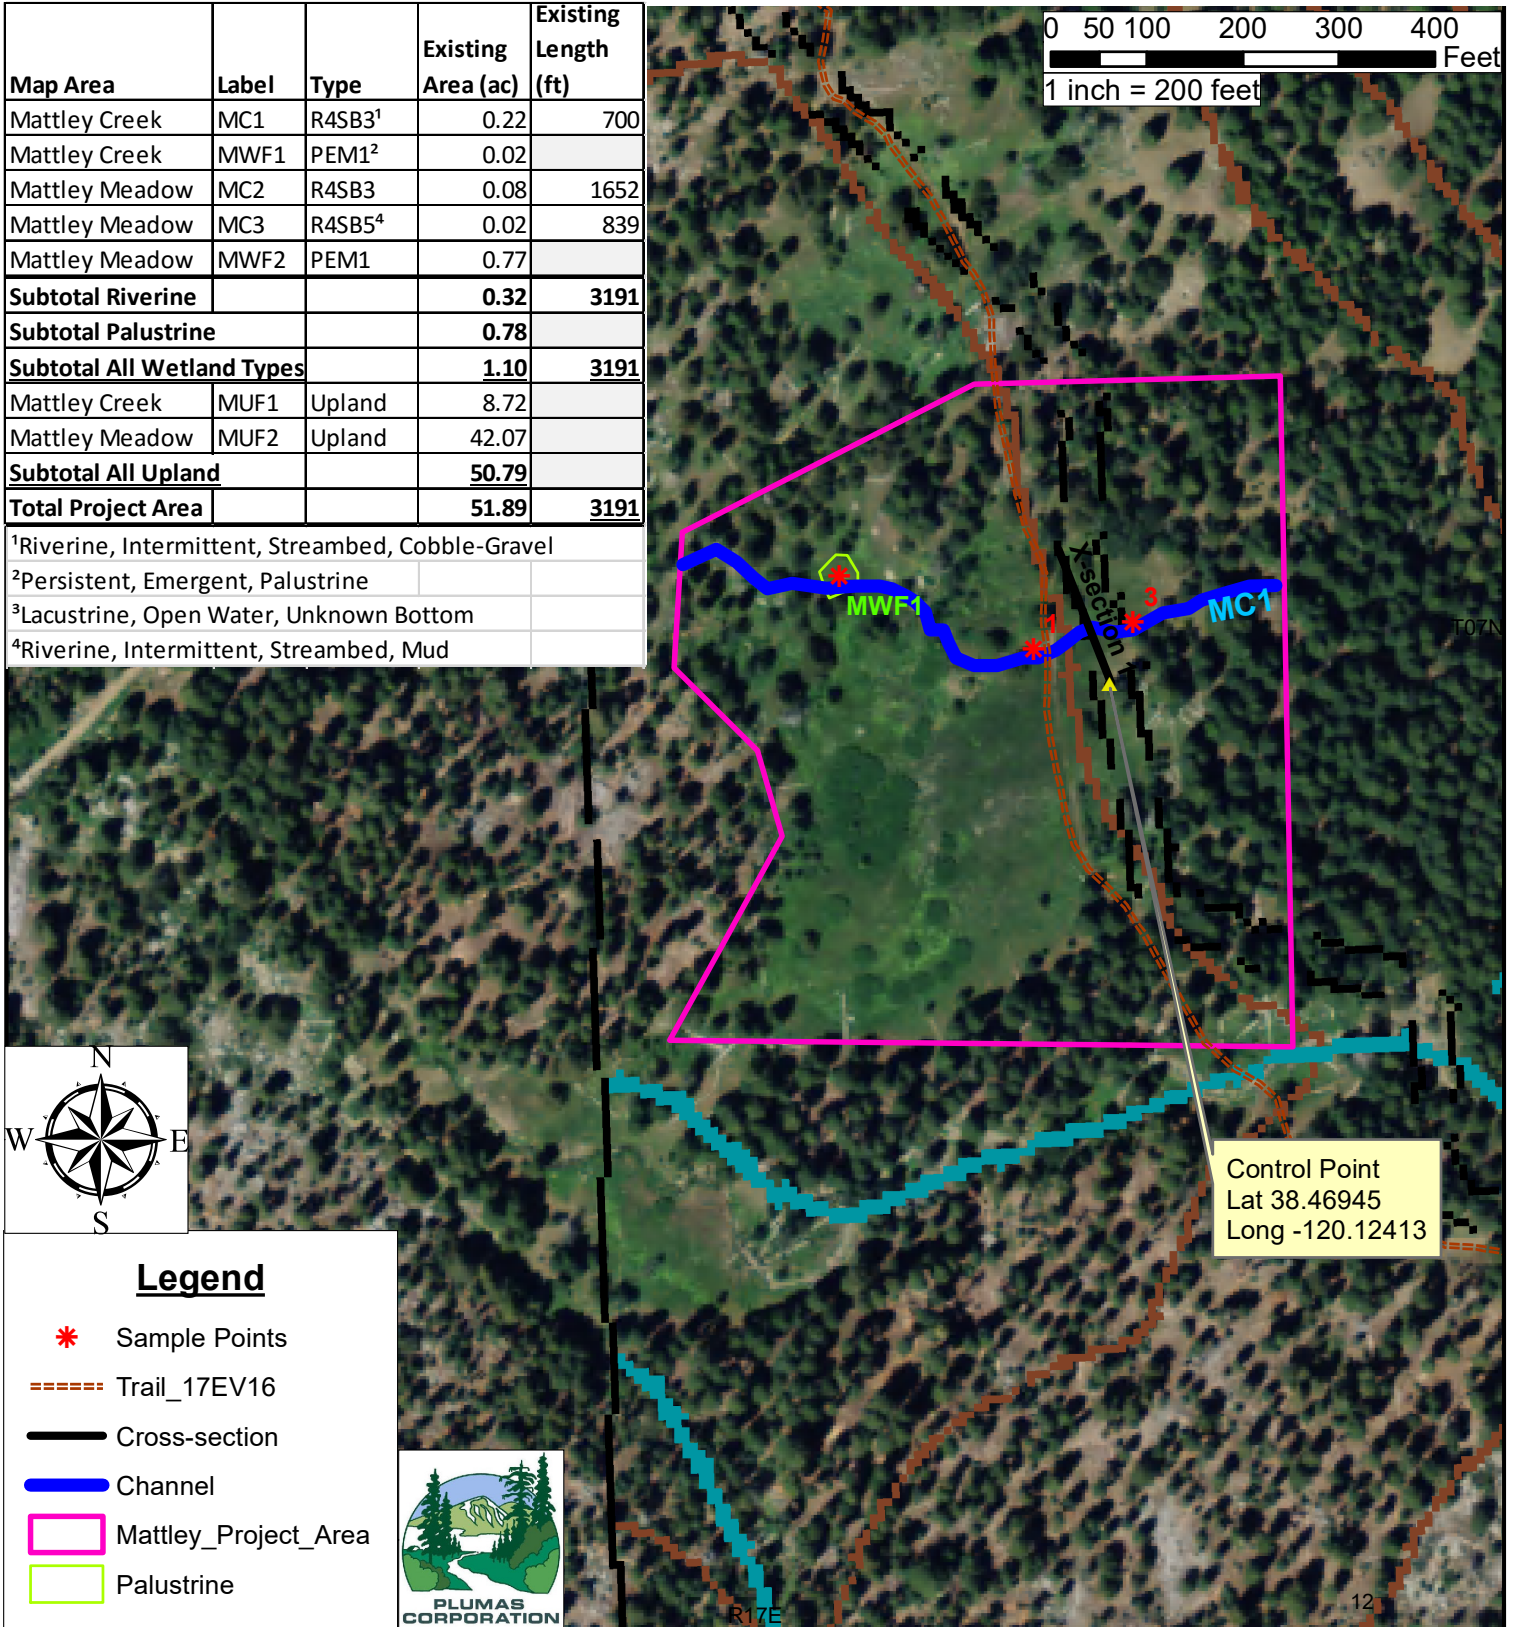 Map Area Label Type Existing Area (ac) Existing Length (ft)
Mattley Creek MC1 R4SB3¹ 0.22 700
Mattley Creek MWF1 PEM1² 0.02
Mattley Meadow MC2 R4SB3 0.08 1652
Mattley Meadow MC3 R4SB5⁴ 0.02 839
Mattley Meadow MWF2 PEM1 0.77
Subtotal Riverine 0.32 3191
Subtotal Palustrine 0.78
Subtotal All Wetland Types 1.10 3191
Mattley Creek MUF1 Upland 8.72
Mattley Meadow MUF2 Upland 42.07
Subtotal All Upland 50.79
Total Project Area 51.89 3191
¹Riverine, Intermittent, Streambed, Cobble-Gravel
²Persistent, Emergent, Palustrine
³Lacustrine, Open Water, Unknown Bottom
⁴Riverine, Intermittent, Streambed, Mud
0 50 100 200 300 400
Feet
1 inch = 200 feet
X-section 1
MWF1
1
3
MC1
T07N
Control Point
Lat 38.46945
Long -120.12413
N
W E
S
Legend
Sample Points
Trail_17EV16
Cross-section
Channel
Mattley_Project_Area
Palustrine
PLUMAS
CORPORATION
R17E
12